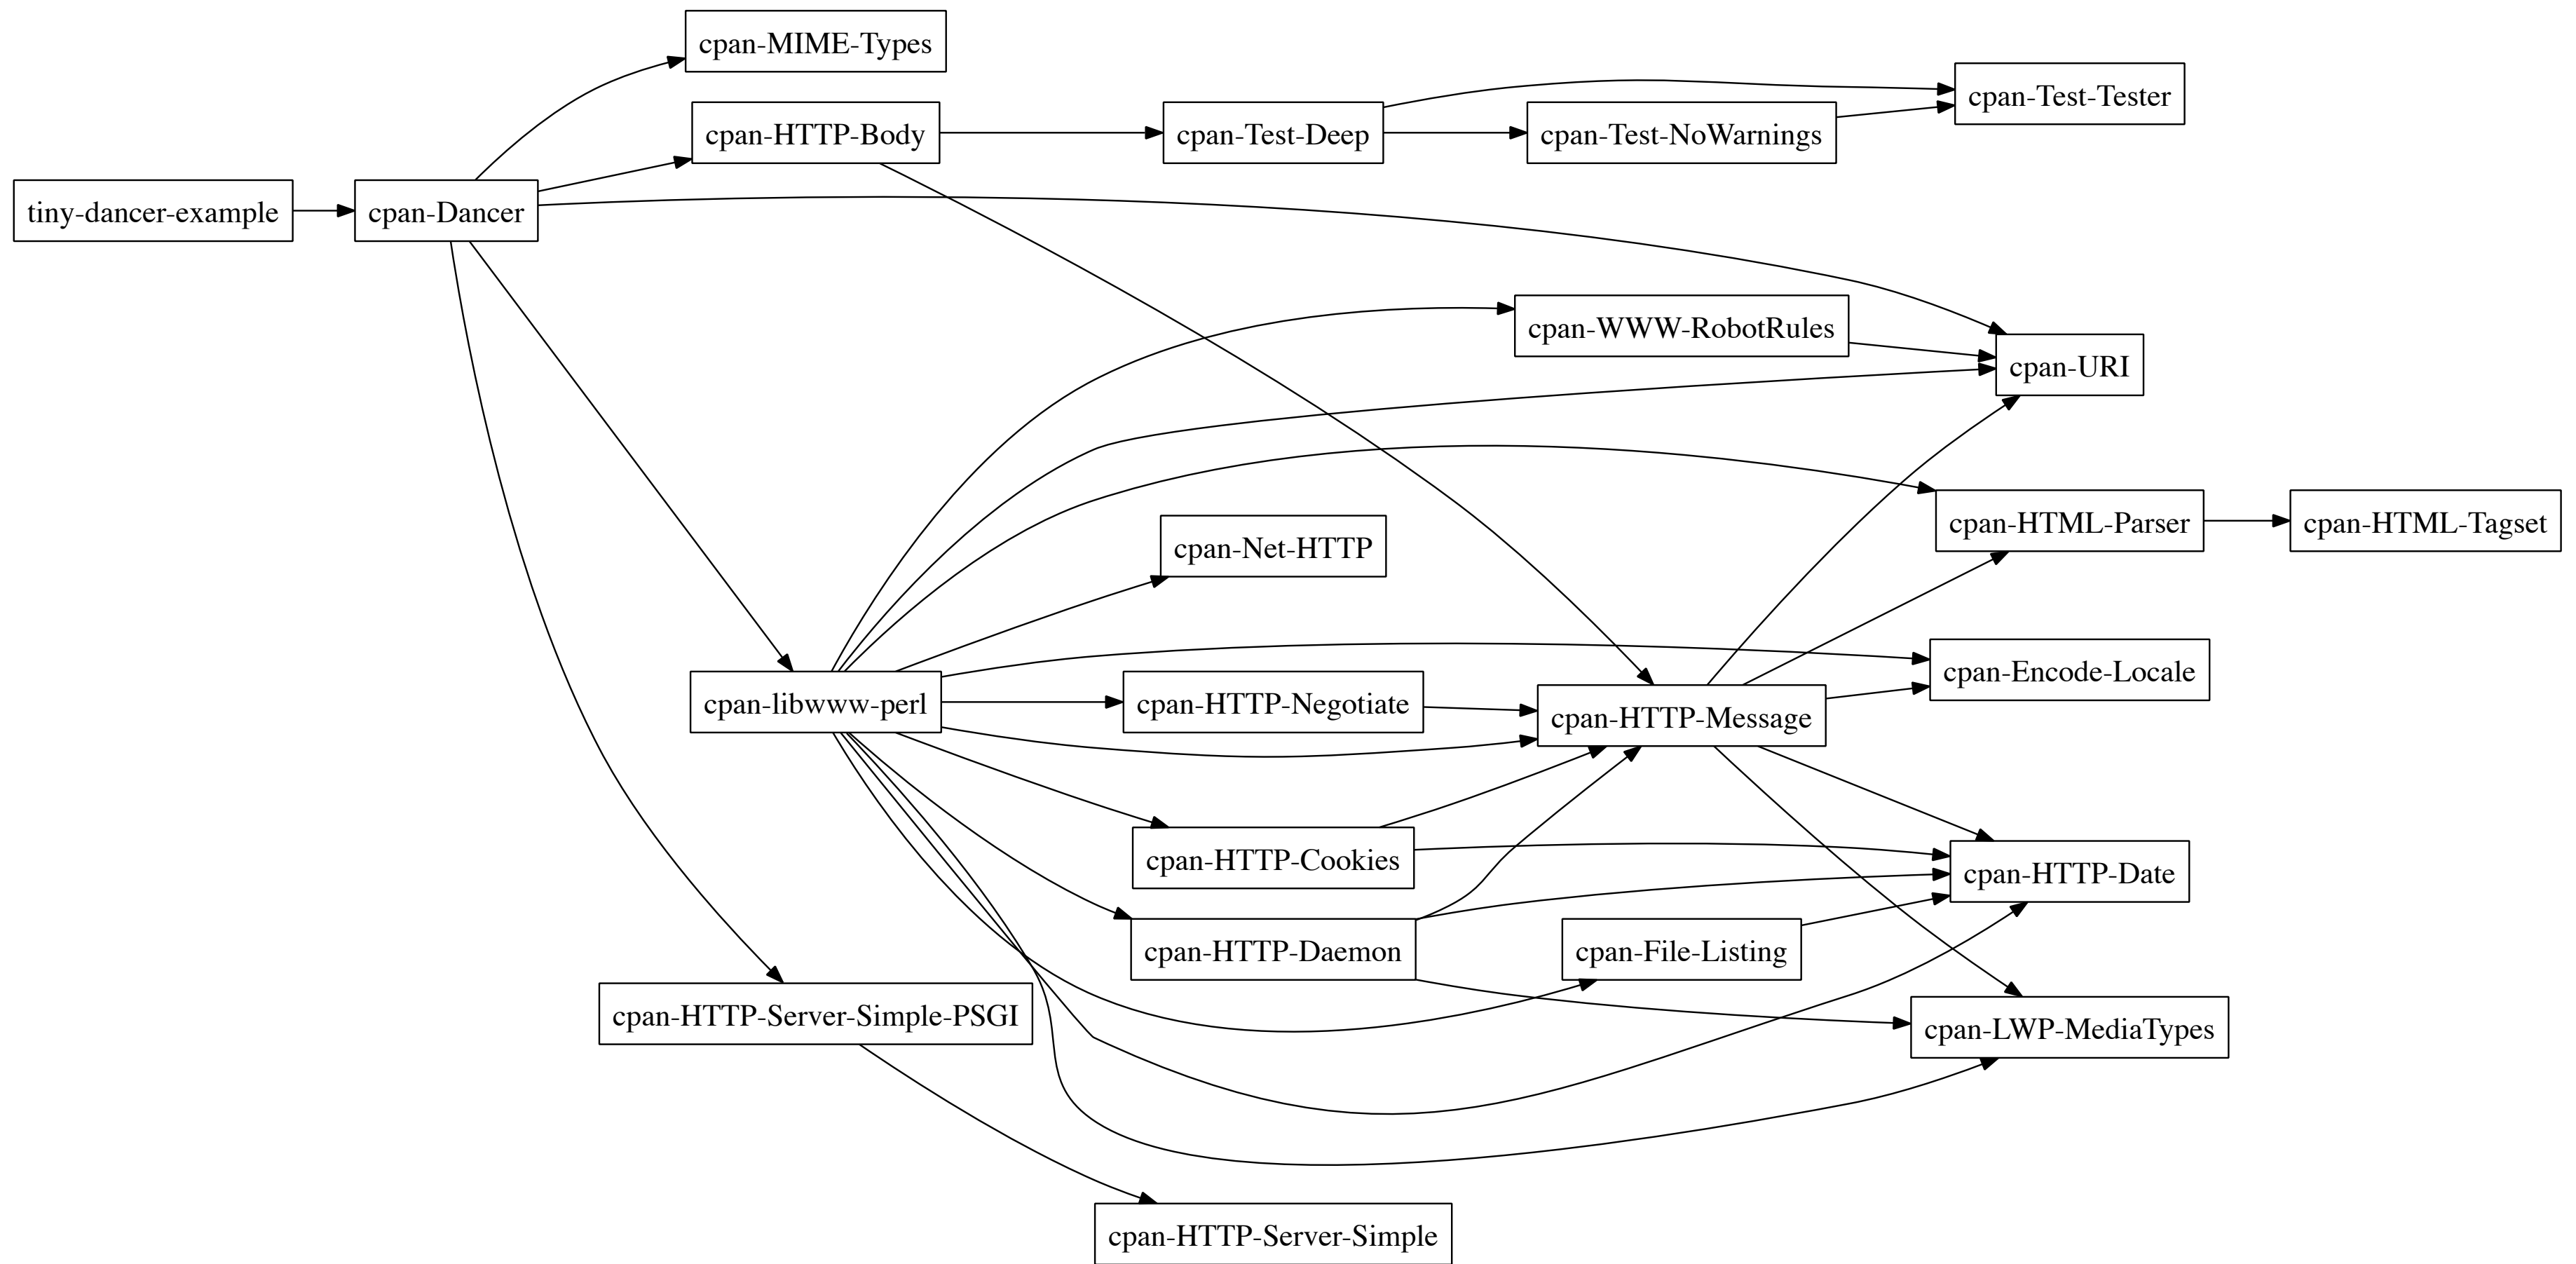 cpan-MIME-Types
cpan-Test-Tester
cpan-HTTP-Body
cpan-Test-Deep
cpan-Test-NoWarnings
tiny-dancer-example
cpan-Dancer
cpan-WWW-RobotRules
cpan-URI
cpan-HTML-Parser
cpan-HTML-Tagset
cpan-Net-HTTP
cpan-Encode-Locale
cpan-libwww-perl
cpan-HTTP-Negotiate
cpan-HTTP-Message
cpan-HTTP-Cookies
cpan-HTTP-Date
cpan-HTTP-Daemon
cpan-File-Listing
cpan-HTTP-Server-Simple-PSGI
cpan-LWP-MediaTypes
cpan-HTTP-Server-Simple